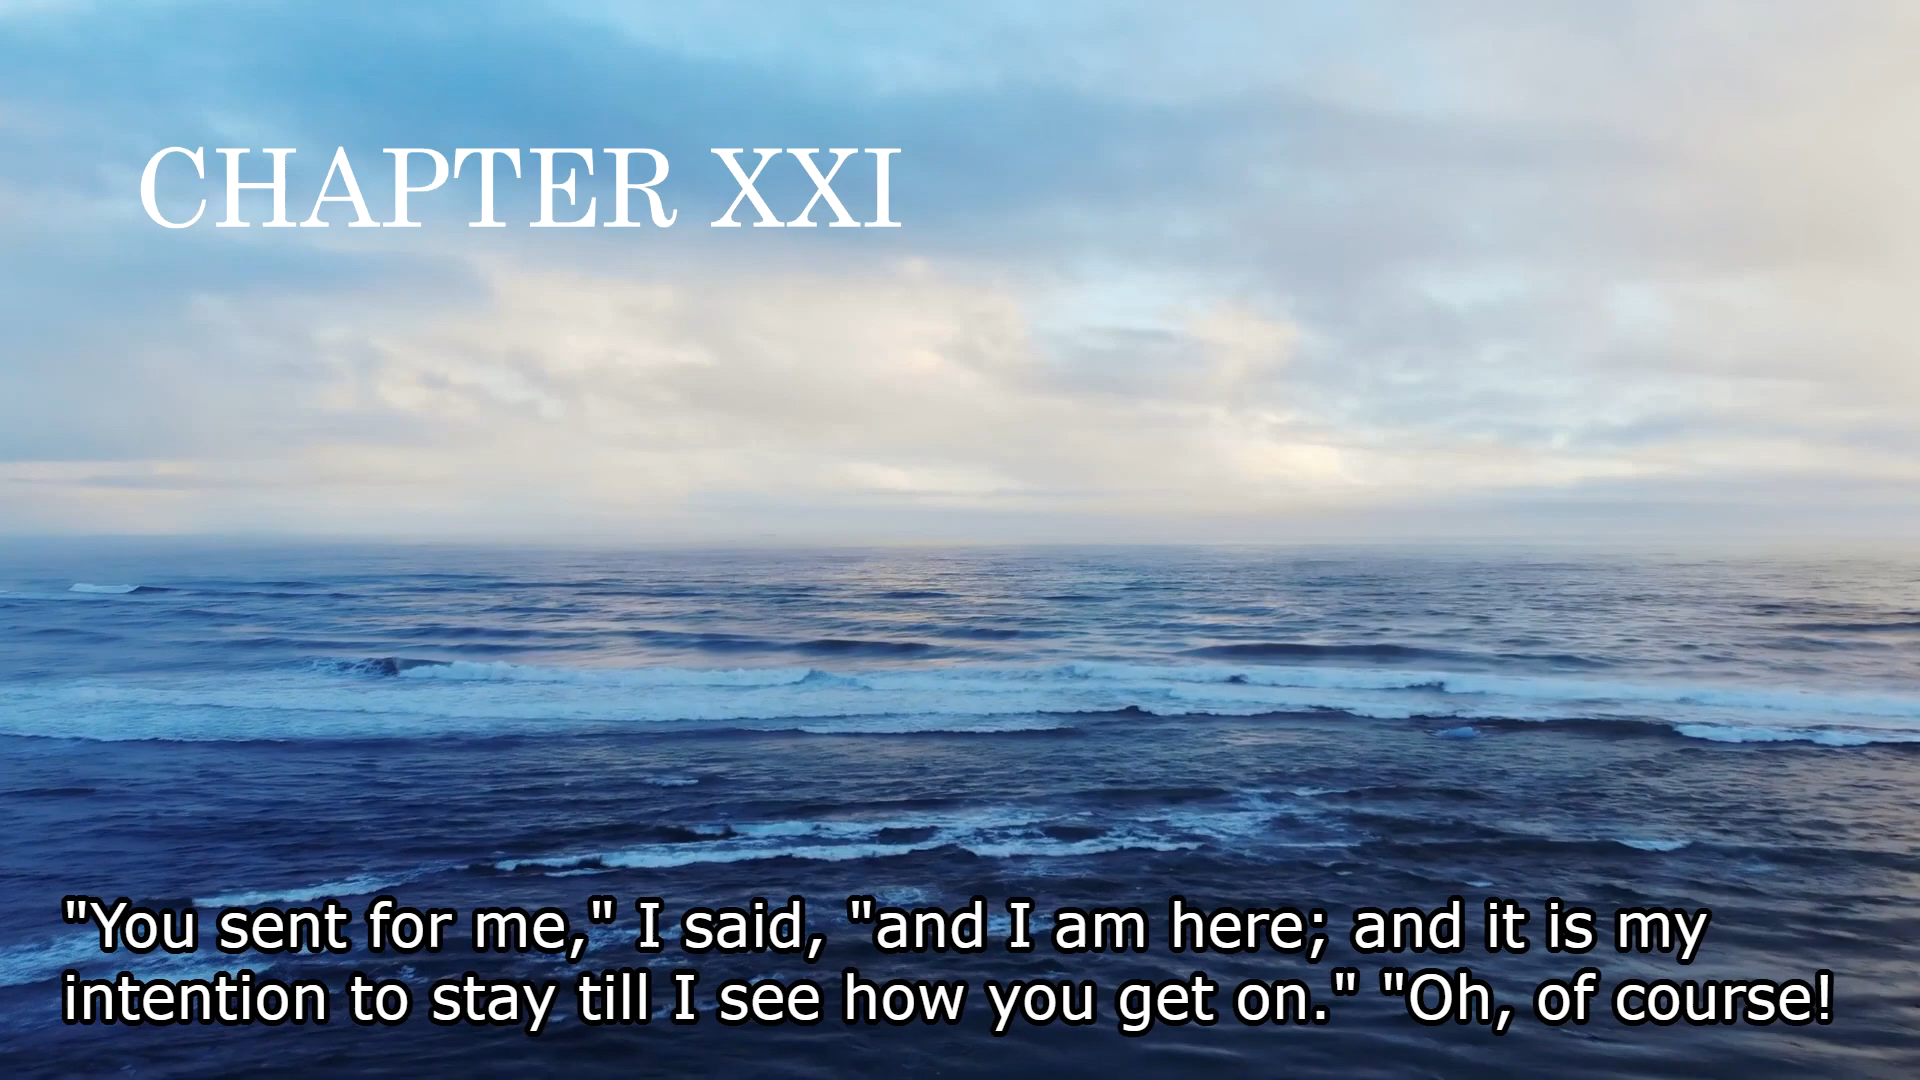 CHAPTER XXI
"You sent for me," I said, "and I am here; and it is my
intention to stay till I see how you get on." "Oh, of course!